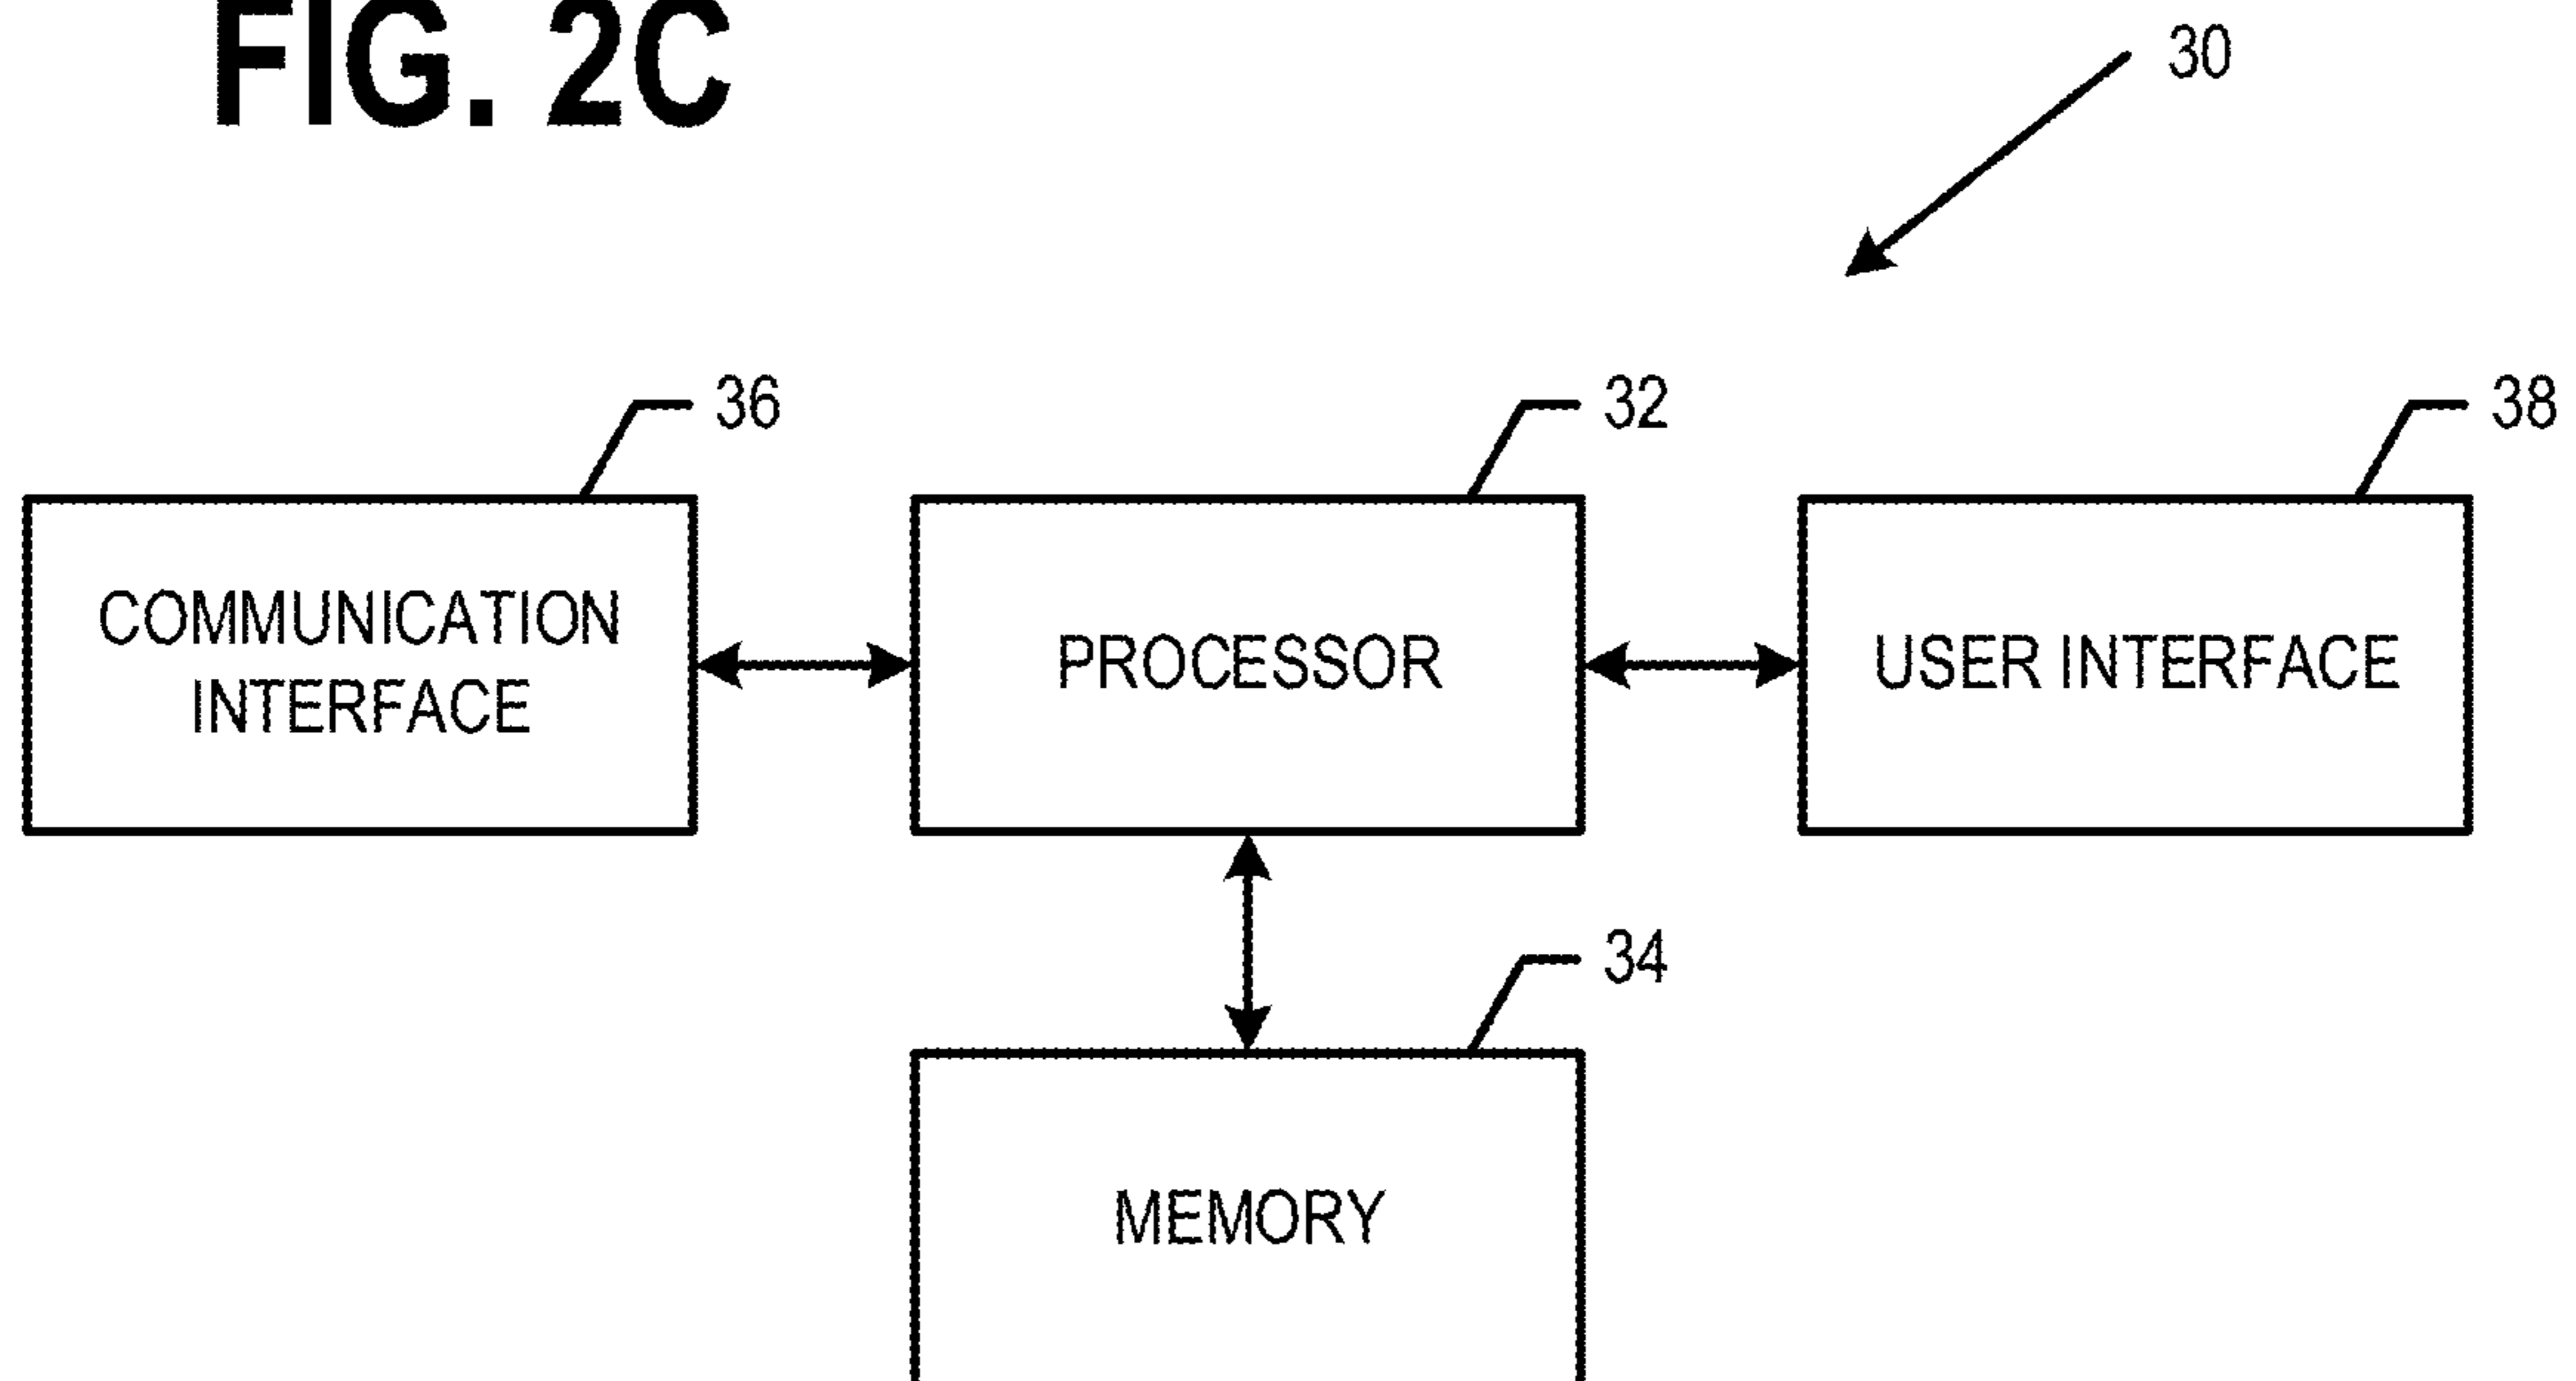 FIG. 2C
30
36
32
38
COMMUNICATION
INTERFACE
PROCESSOR
USER INTERFACE
34
MEMORY